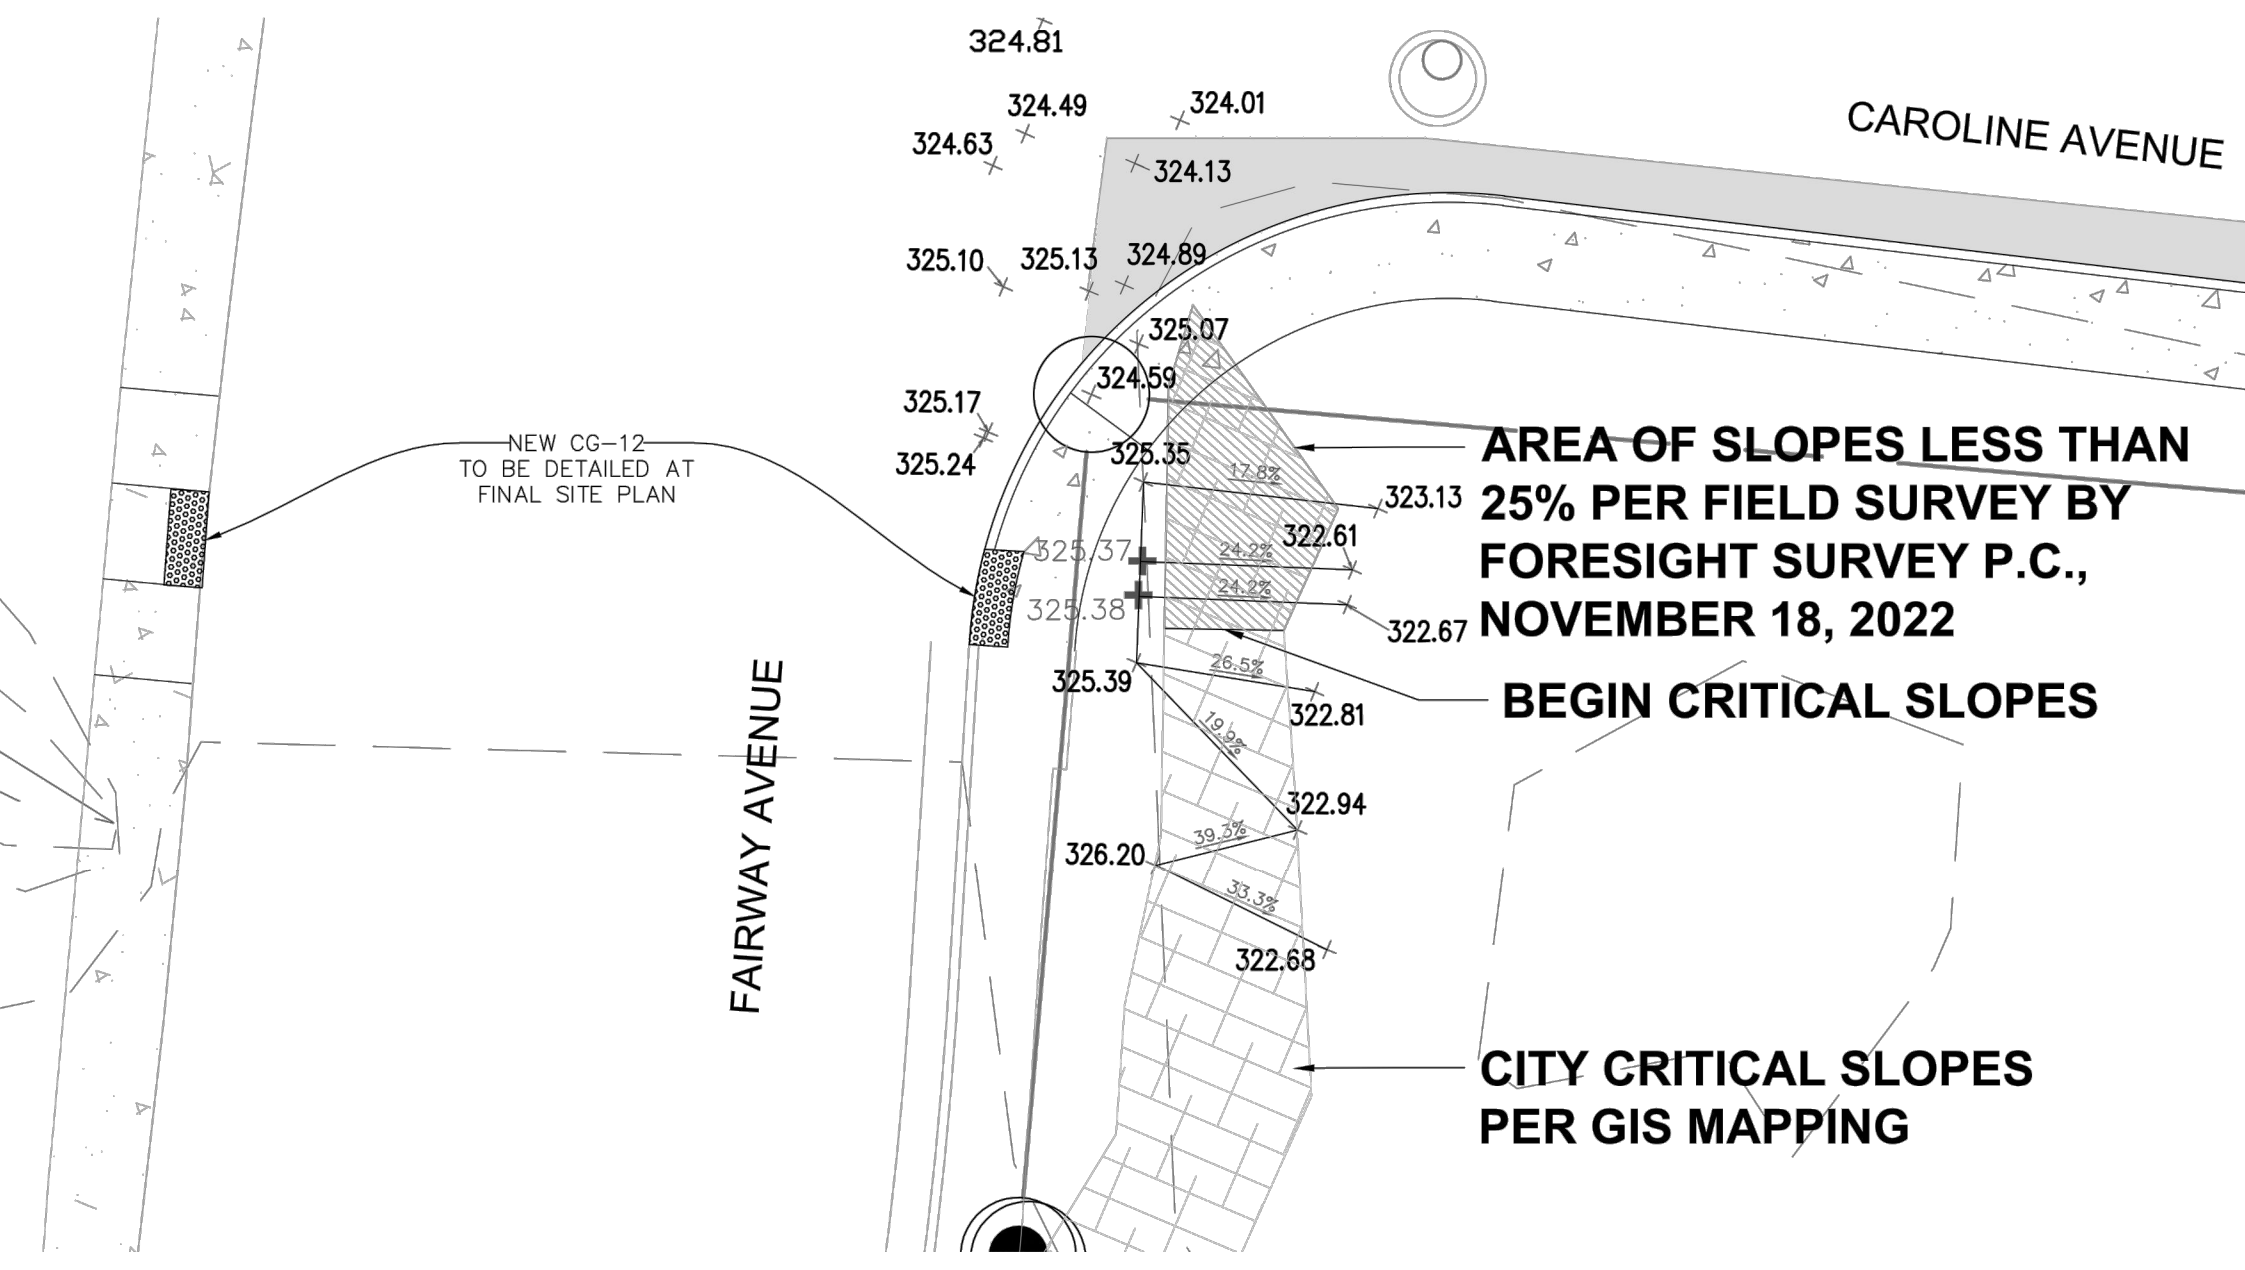 324.81
324.49
324.01
324.63
324.13
CAROLINE AVENUE
325.10
325.13
324.89
325.07
324.59
325.17
325.24
325.35
NEW CG-12
TO BE DETAILED AT
FINAL SITE PLAN
17.8%
323.13
322.61
325.37
24.2%
325.38
24.2%
322.67
AREA OF SLOPES LESS THAN
25% PER FIELD SURVEY BY
FORESIGHT SURVEY P.C.,
NOVEMBER 18, 2022
325.39
26.5%
322.81
BEGIN CRITICAL SLOPES
19.9%
322.94
39.3%
326.20
33.3%
322.68
FAIRWAY AVENUE
CITY CRITICAL SLOPES
PER GIS MAPPING